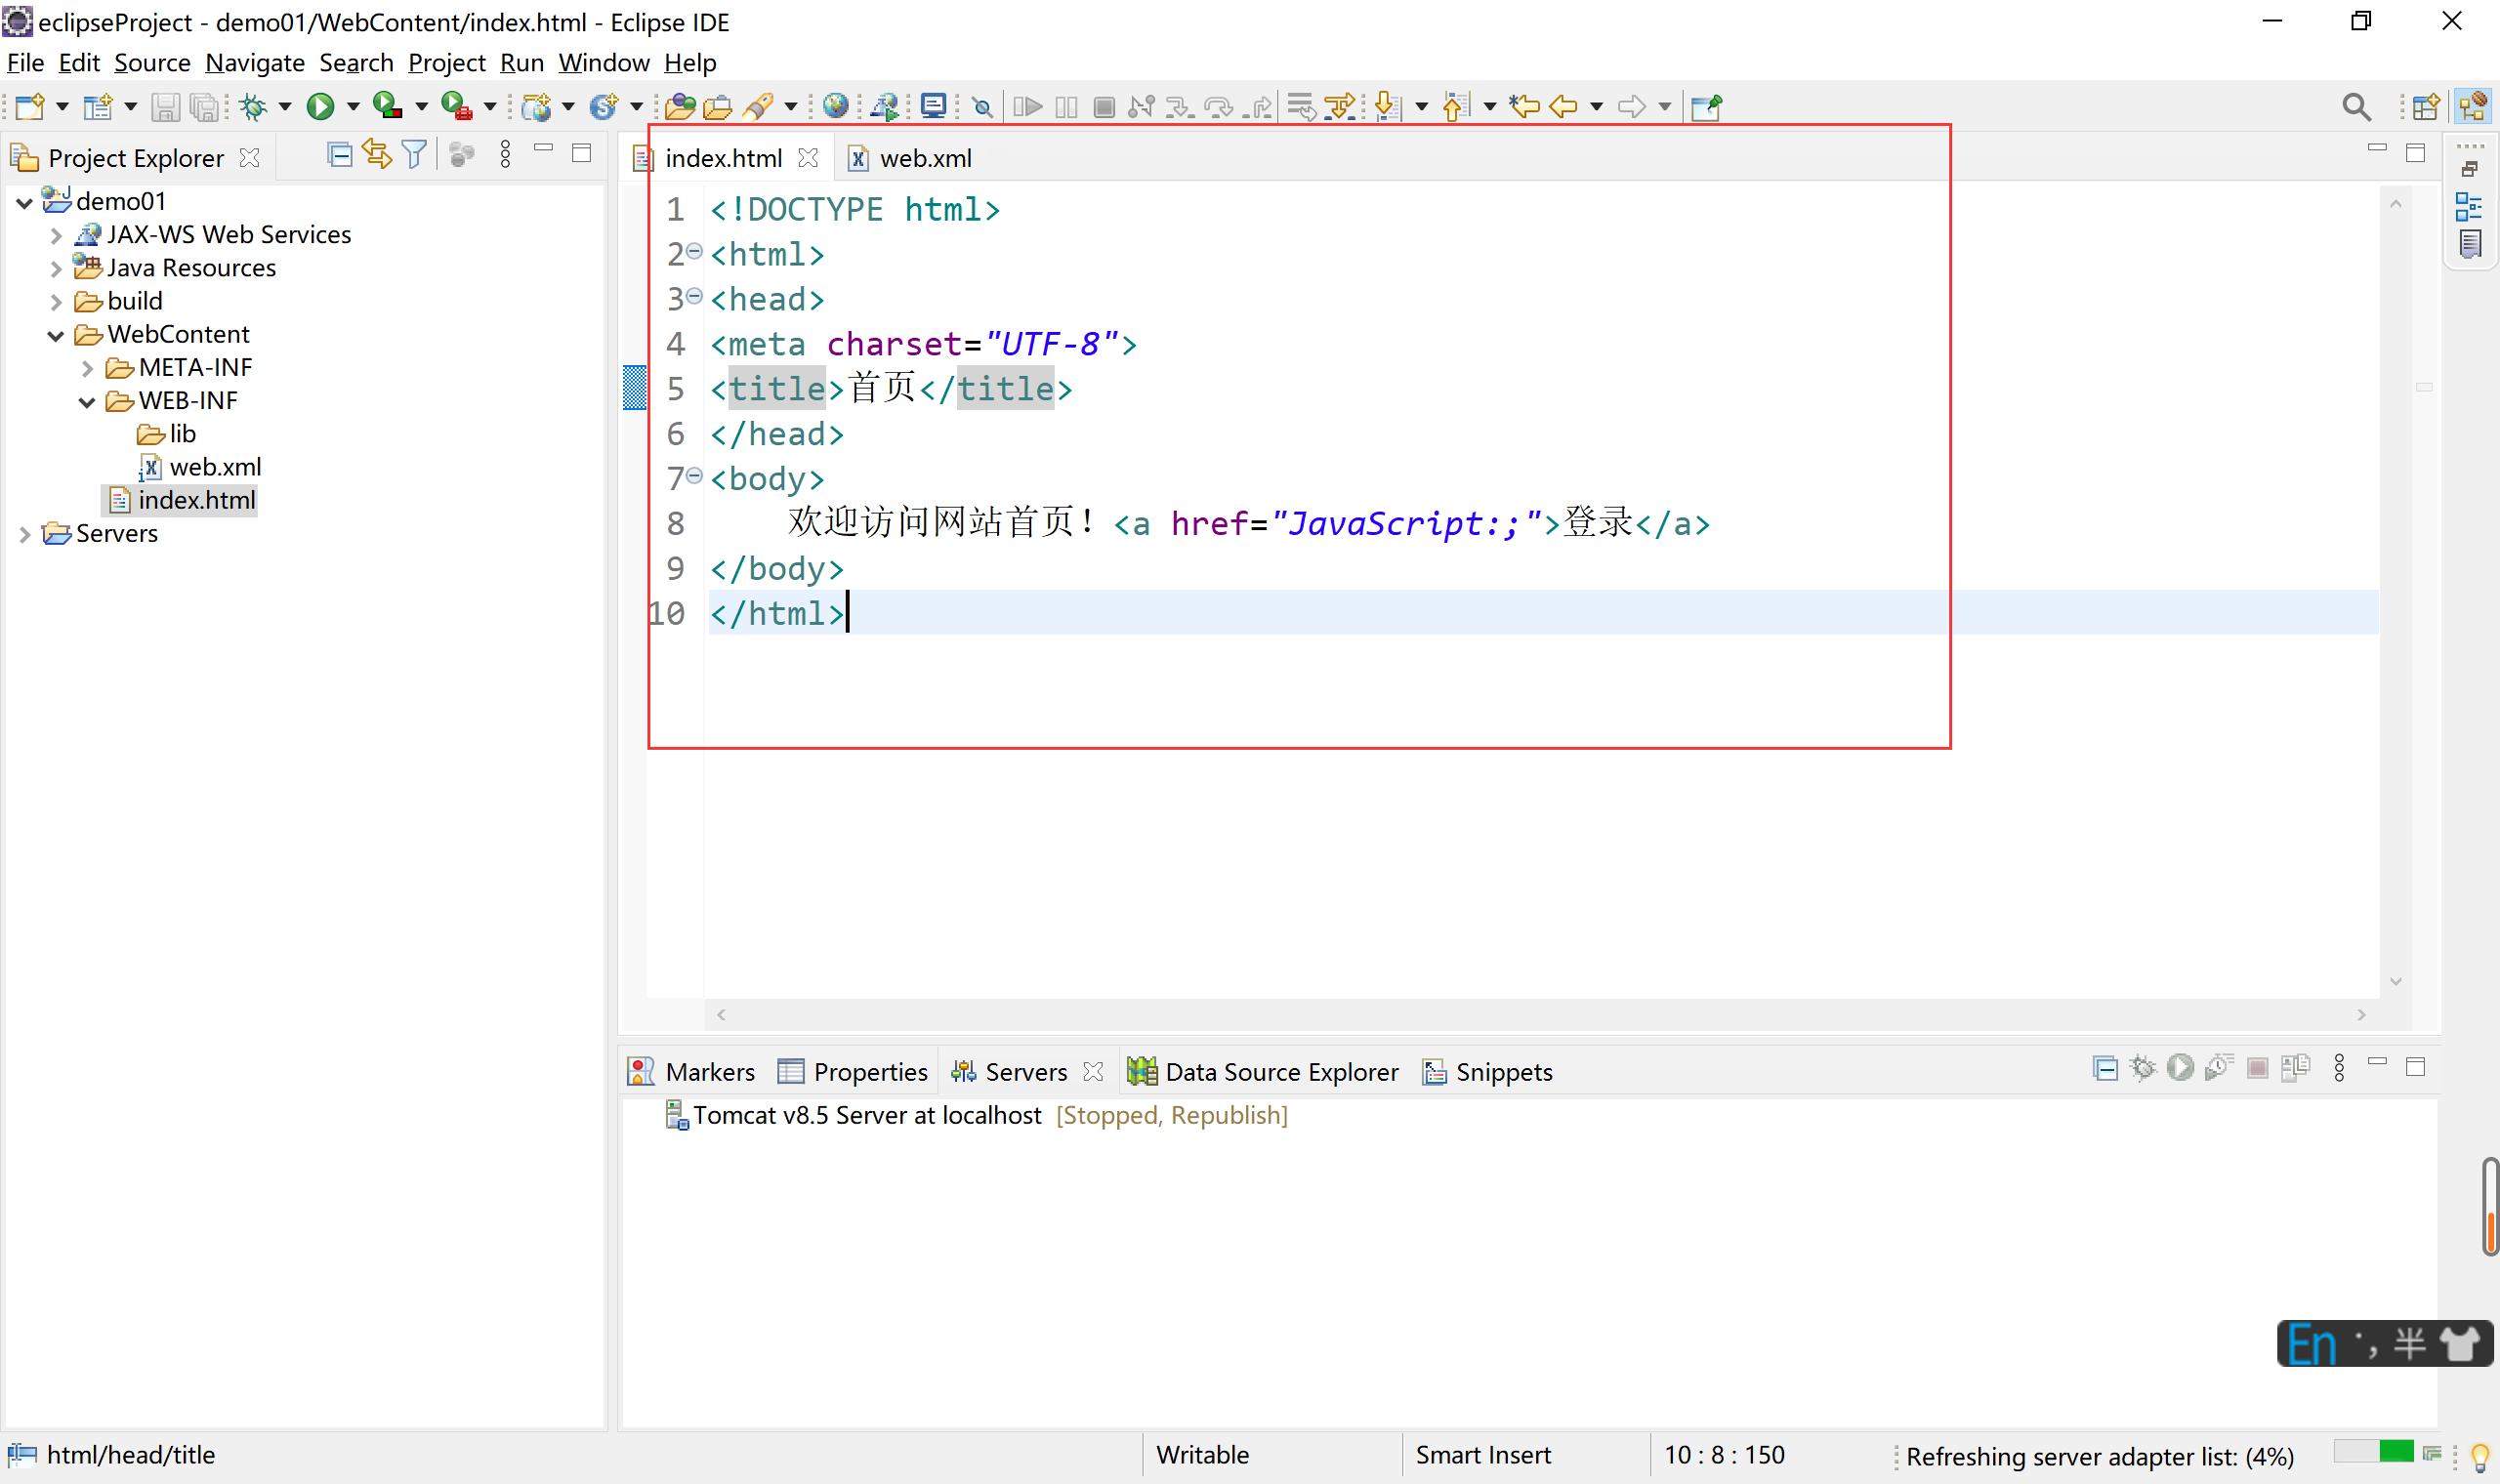 eclipseProject - demo01/WebContent/index.html - Eclipse IDE
File Edit Source Navigate Search Project Run Window Help
Project Explorer
demo01
JAX-WS Web Services
Java Resources
build
WebContent
META-INF
WEB-INF
lib
web.xml
index.html
Servers
index.html web.xml
1 <!DOCTYPE html>
2 <html>
3 <head>
4 <meta charset="UTF-8">
5 <title>首页</title>
6 </head>
7 <body>
8 欢迎访问网站首页！<a href="JavaScript:;">登录</a>
9 </body>
10 </html>
Markers Properties Servers Data Source Explorer Snippets
Tomcat v8.5 Server at localhost [Stopped, Republish]
En ·, 半
html/head/title Writable Smart Insert 10 : 8 : 150 Refreshing server adapter list: (4%)